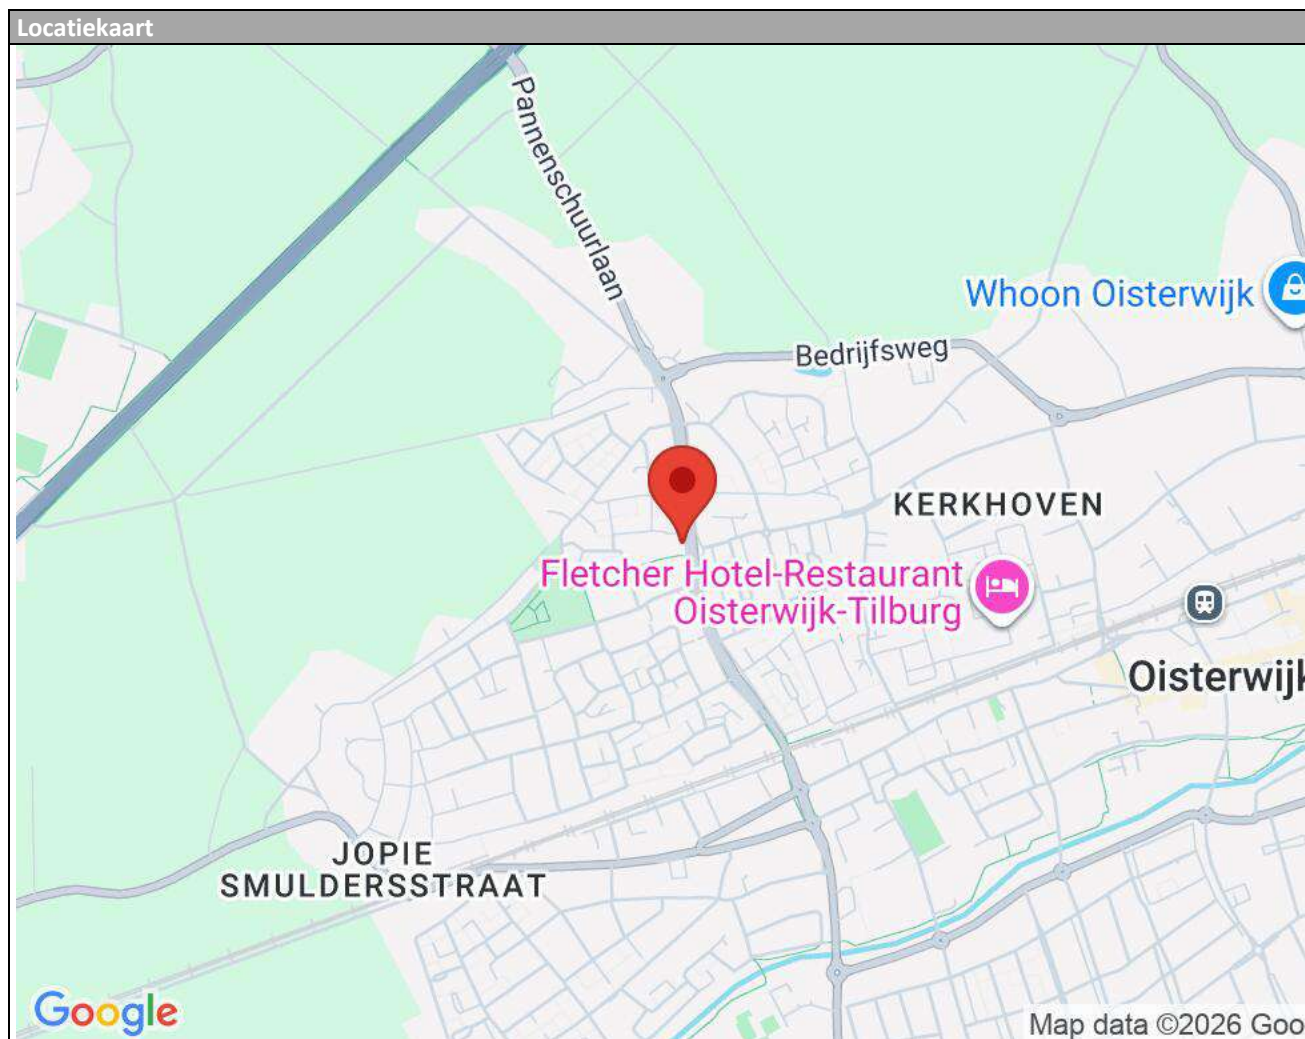 Locatiekaart
Pannenschuurlaan
Whoon Oisterwijk
Bedrijfsweg
KERKHOVEN
Fletcher Hotel-Restaurant
Oisterwijk-Tilburg
Oisterwijk
JOPIE
SMULDERSSTRAAT
Google
Map data ©2026 Goo